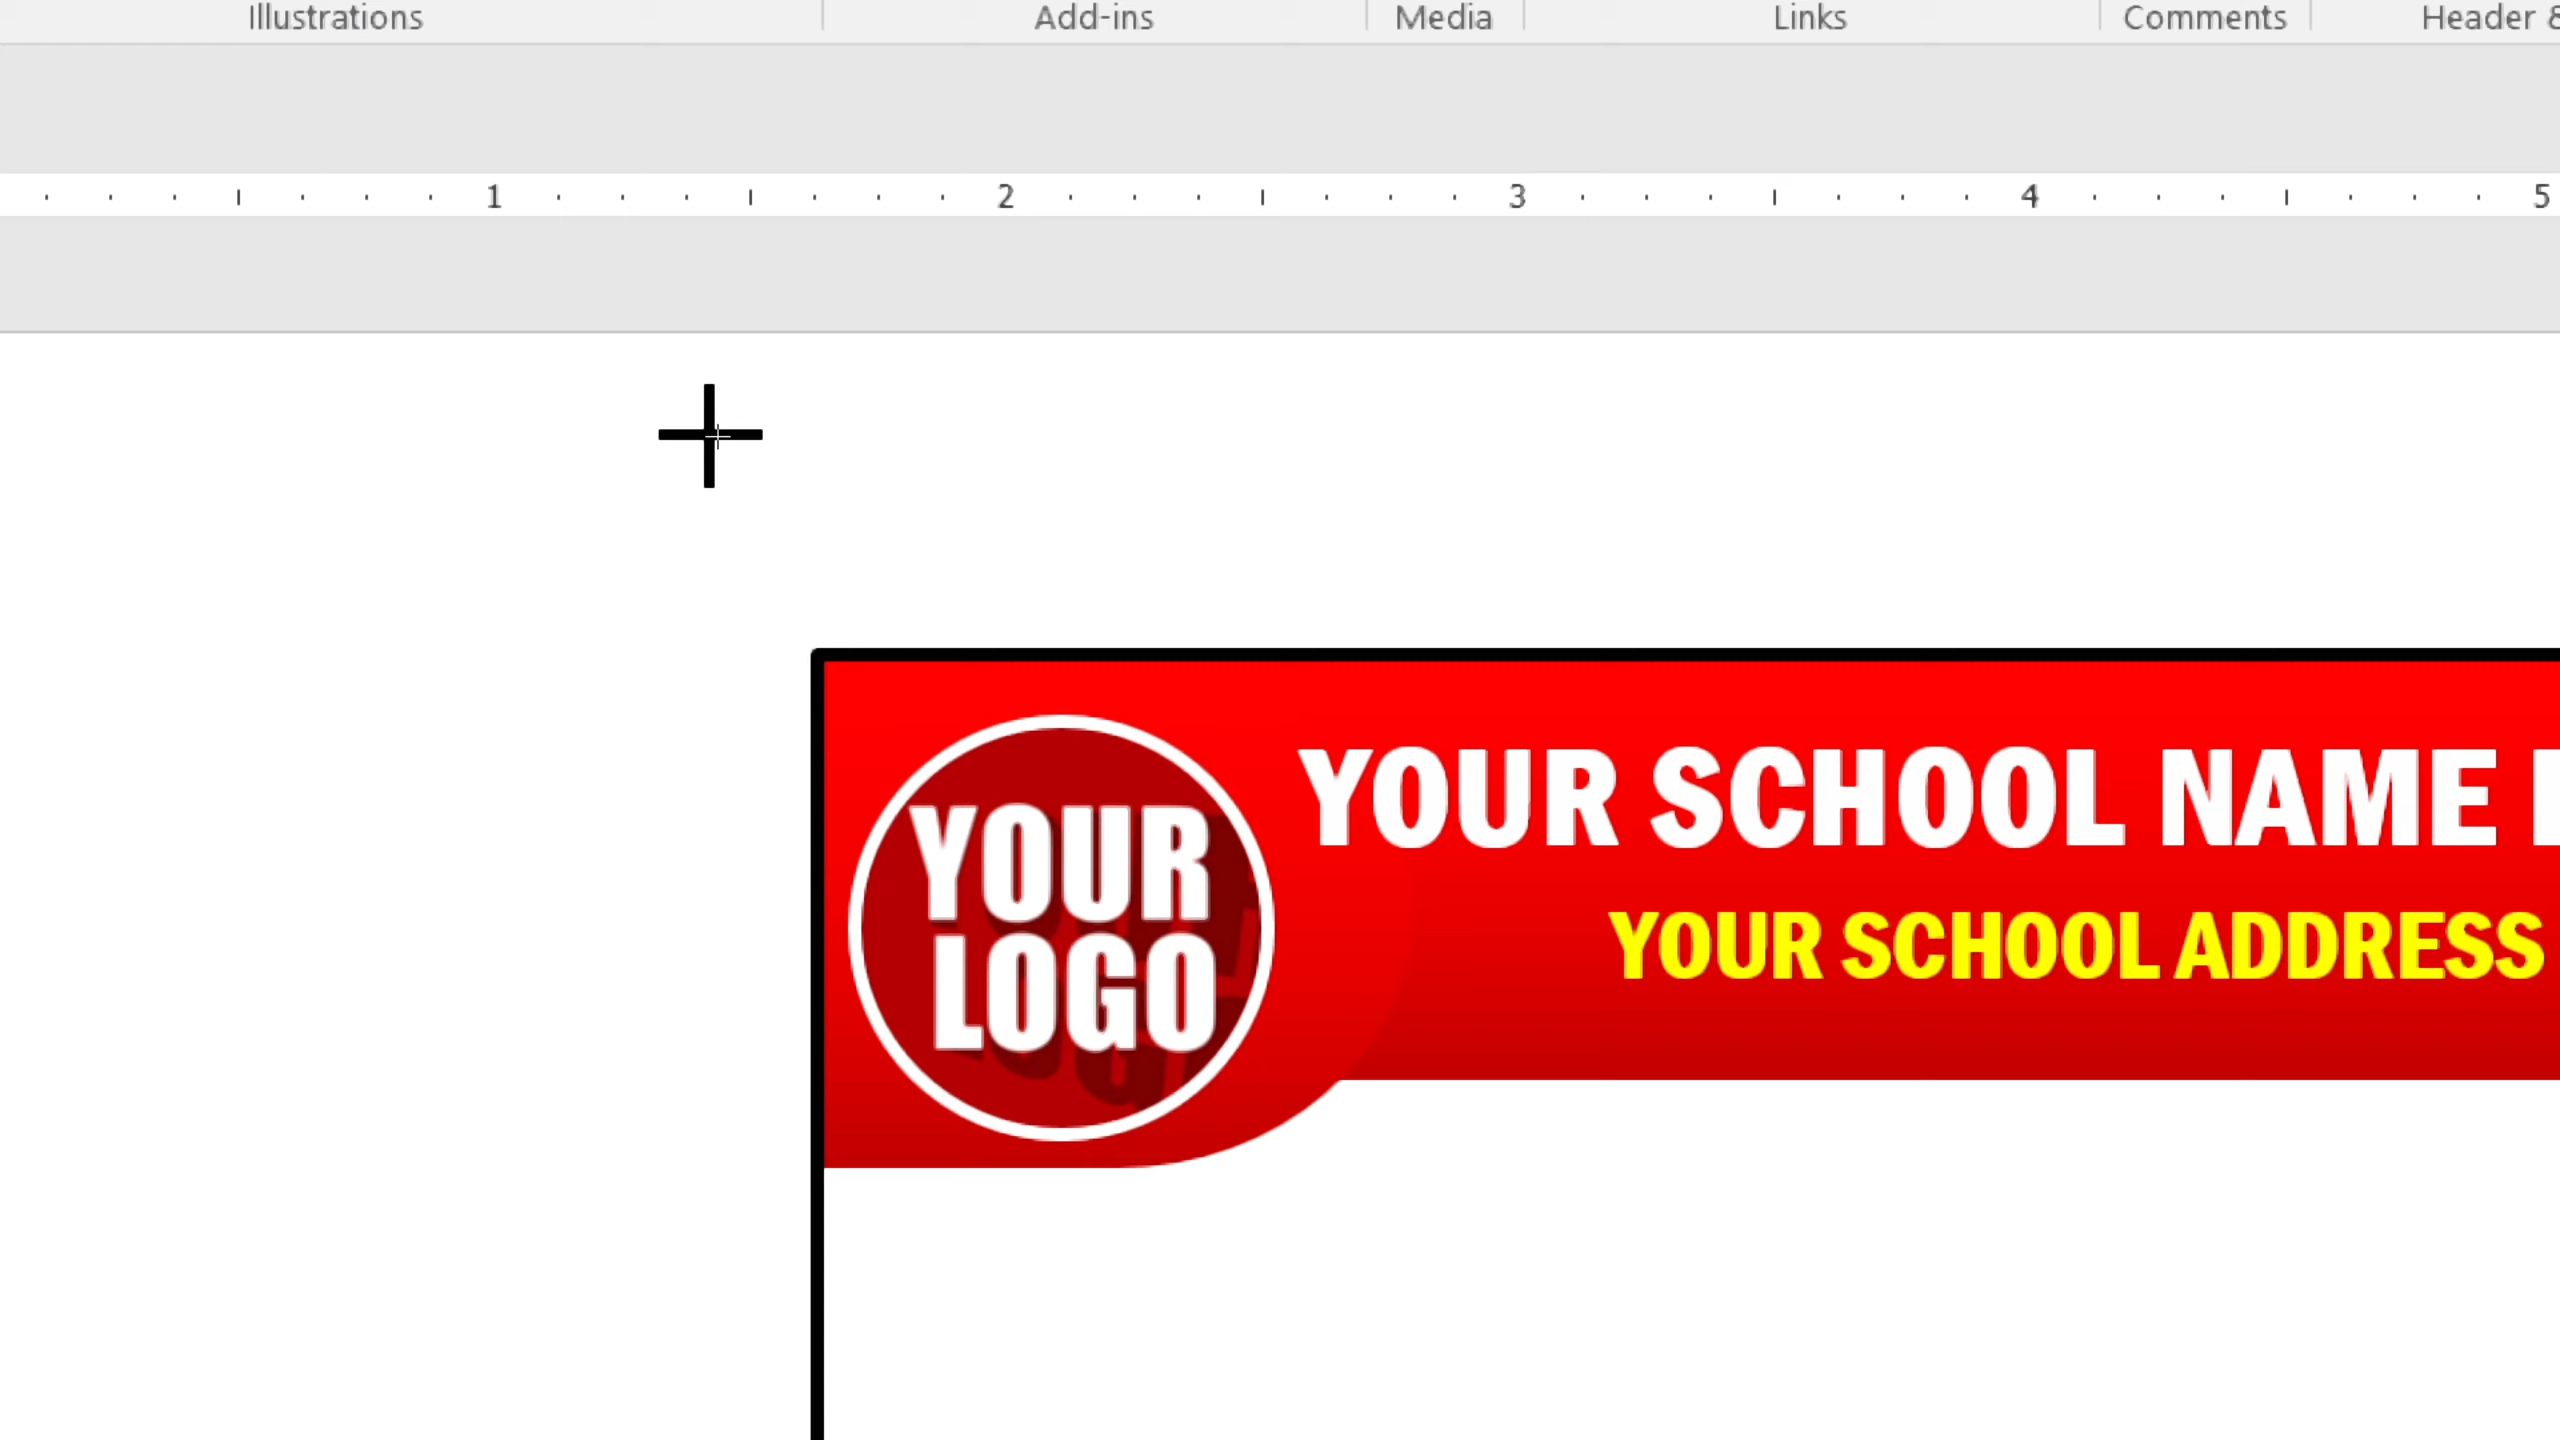 Illustrations Add-ins Media Links Comments Header &
1 2 3 4 5
YOUR SCHOOL NAME
YOUR SCHOOL ADDRESS
YOUR
LOGO